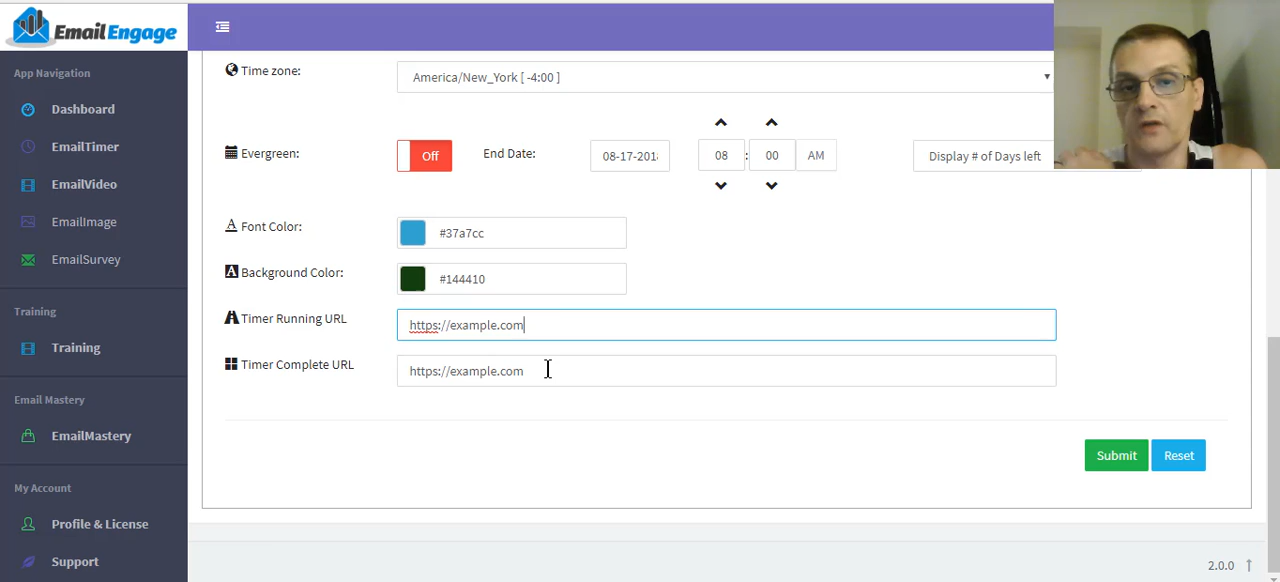 EmailEngage
App Navigation
Dashboard
EmailTimer
EmailVideo
EmailImage
EmailSurvey
Training
Training
Email Mastery
EmailMastery
My Account
Profile & License
Support
Time zone:
America/New_York [ -4:00 ]
Evergreen:
Off
End Date:
08-17-201
08 : 00 AM
Display # of Days left
A Font Color:
#37a7cc
A Background Color:
#144410
Timer Running URL
https://example.com
Timer Complete URL
https://example.com
Submit
Reset
2.0.0